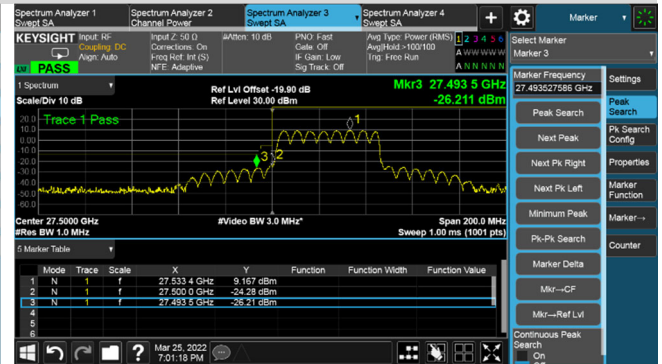 Spectrum Analyzer 1
Swept SA
Spectrum Analyzer 2
Channel Power
Spectrum Analyzer 3
Swept SA
Spectrum Analyzer 4
Swept SA
+
Marker
KEYSIGHT
Input: RF
Coupling: DC
Align: Auto
Input Z: 50 Ω
Corrections: On
Freq Ref: Int (S)
NFE: Adaptive
#Atten: 10 dB
PNO: Fast
Gate: Off
IF Gain: Low
Sig Track: Off
Avg Type: Power (RMS)
Avg|Hold:>100/100
Trig: Free Run
1 2 3 4 5 6
A W W W W W
A N N N N N
LXI
PASS
1 Spectrum
Scale/Div 10 dB
Ref Lvl Offset -19.90 dB
Ref Level 30.00 dBm
Mkr3 27.493 5 GHz
-26.211 dBm
Trace 1 Pass
20.0
10.0
0.00
-10.0
-20.0
-30.0
-40.0
-50.0
-60.0
1
2
3
Center 27.5000 GHz
#Res BW 1.0 MHz
#Video BW 3.0 MHz*
Span 200.0 MHz
Sweep 1.00 ms (1001 pts)
5 Marker Table
Mode Trace Scale X Y Function Function Width Function Value
1 N 1 f 27.533 4 GHz 9.167 dBm
2 N 1 f 27.500 0 GHz -24.28 dBm
3 N 1 f 27.493 5 GHz -26.21 dBm
4
5
6
Mar 25, 2022
7:01:18 PM
Select Marker
Marker 3
Marker Frequency
27.493527586 GHz
Peak Search
Next Peak
Next Pk Right
Next Pk Left
Minimum Peak
Pk-Pk Search
Marker Delta
Mkr→CF
Mkr→Ref Lvl
Continuous Peak
Search
On
Off
Settings
Peak
Search
Pk Search
Config
Properties
Marker
Function
Marker→
Counter